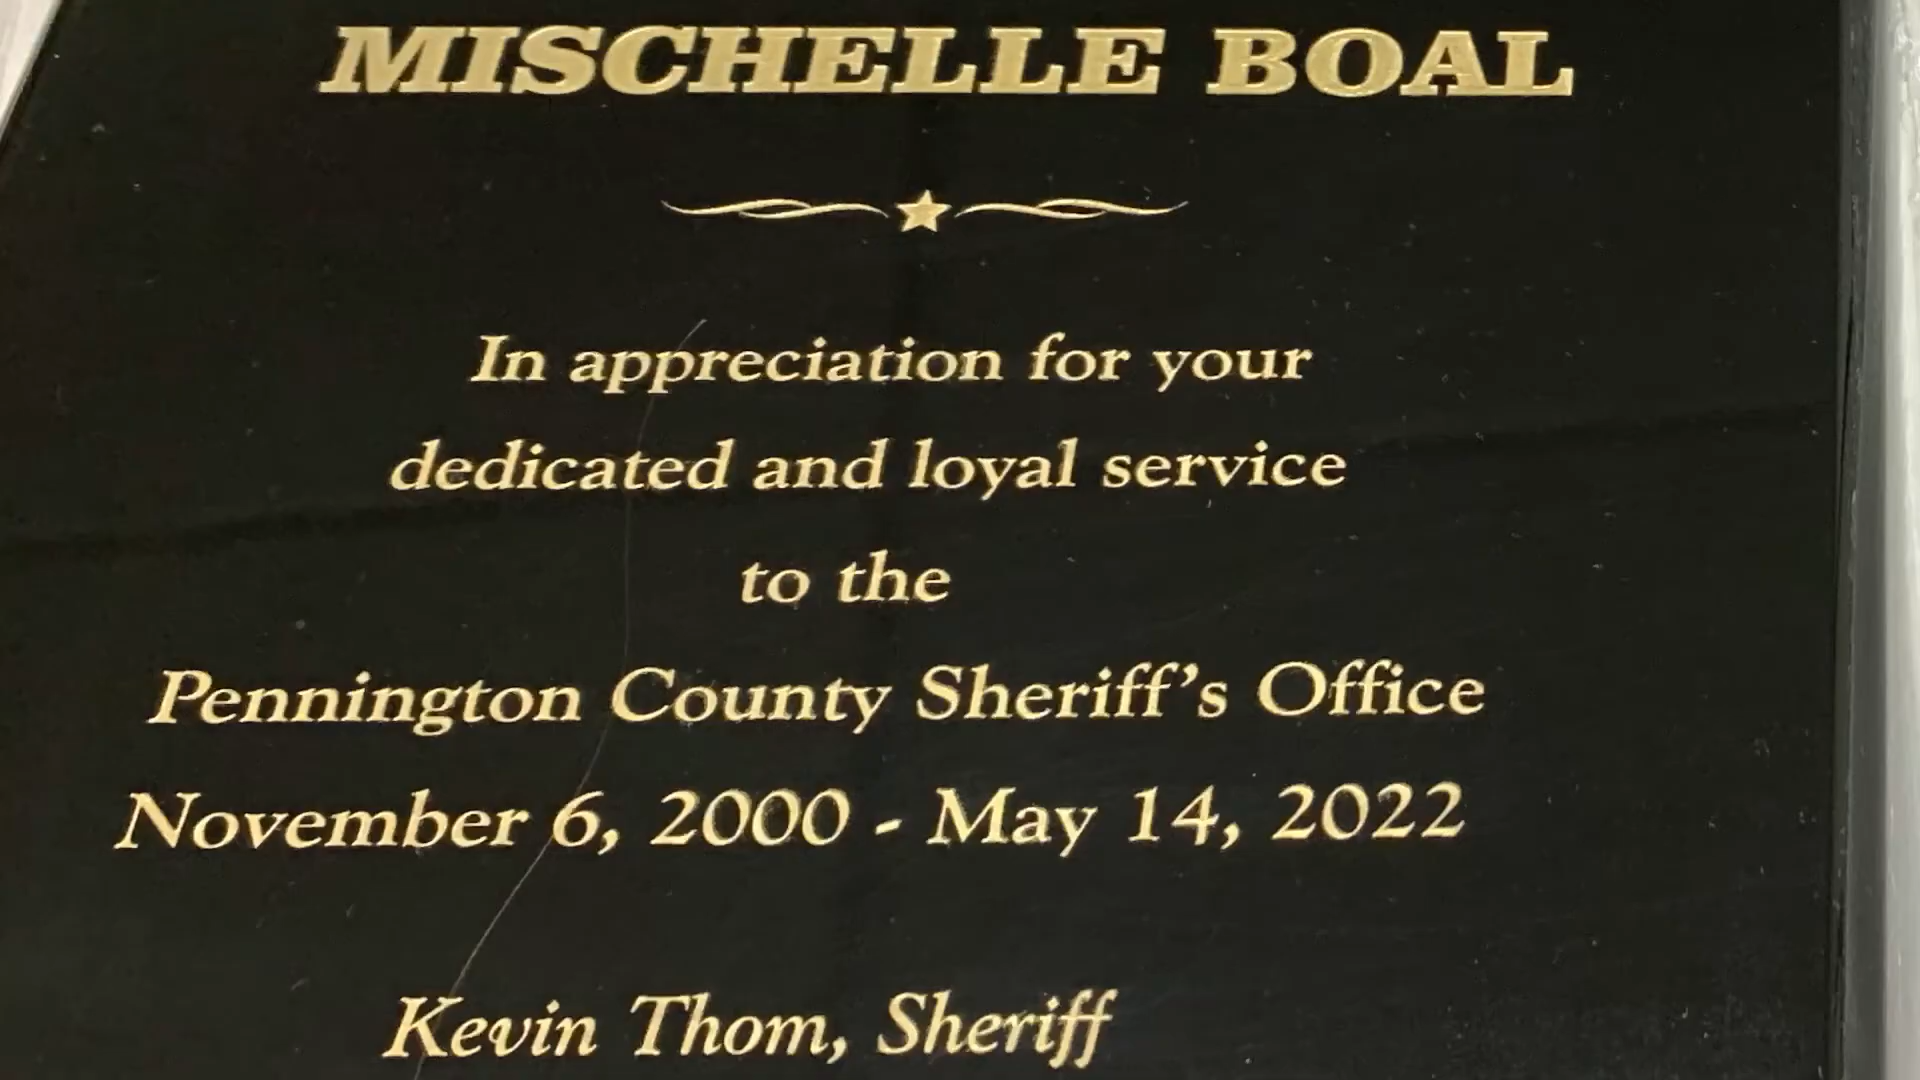 MISCHELLE BOAL
In appreciation for your
dedicated and loyal service
to the
Pennington County Sheriff's Office
November 6, 2000 - May 14, 2022
Kevin Thom, Sheriff